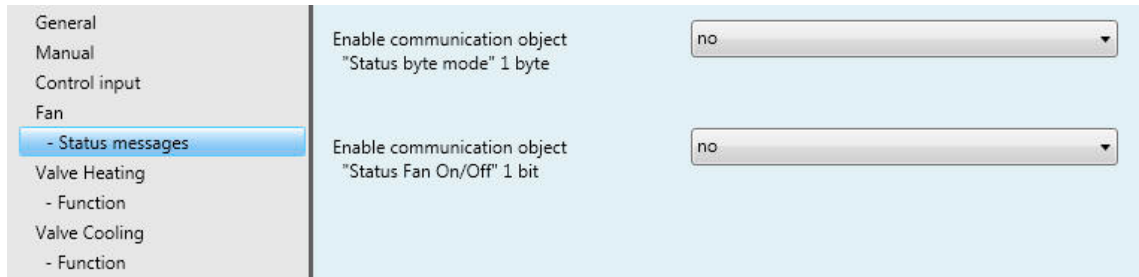 General
Manual
Control input
Fan
- Status messages
Valve Heating
- Function
Valve Cooling
- Function
Enable communication object
"Status byte mode" 1 byte
no
Enable communication object
"Status Fan On/Off" 1 bit
no